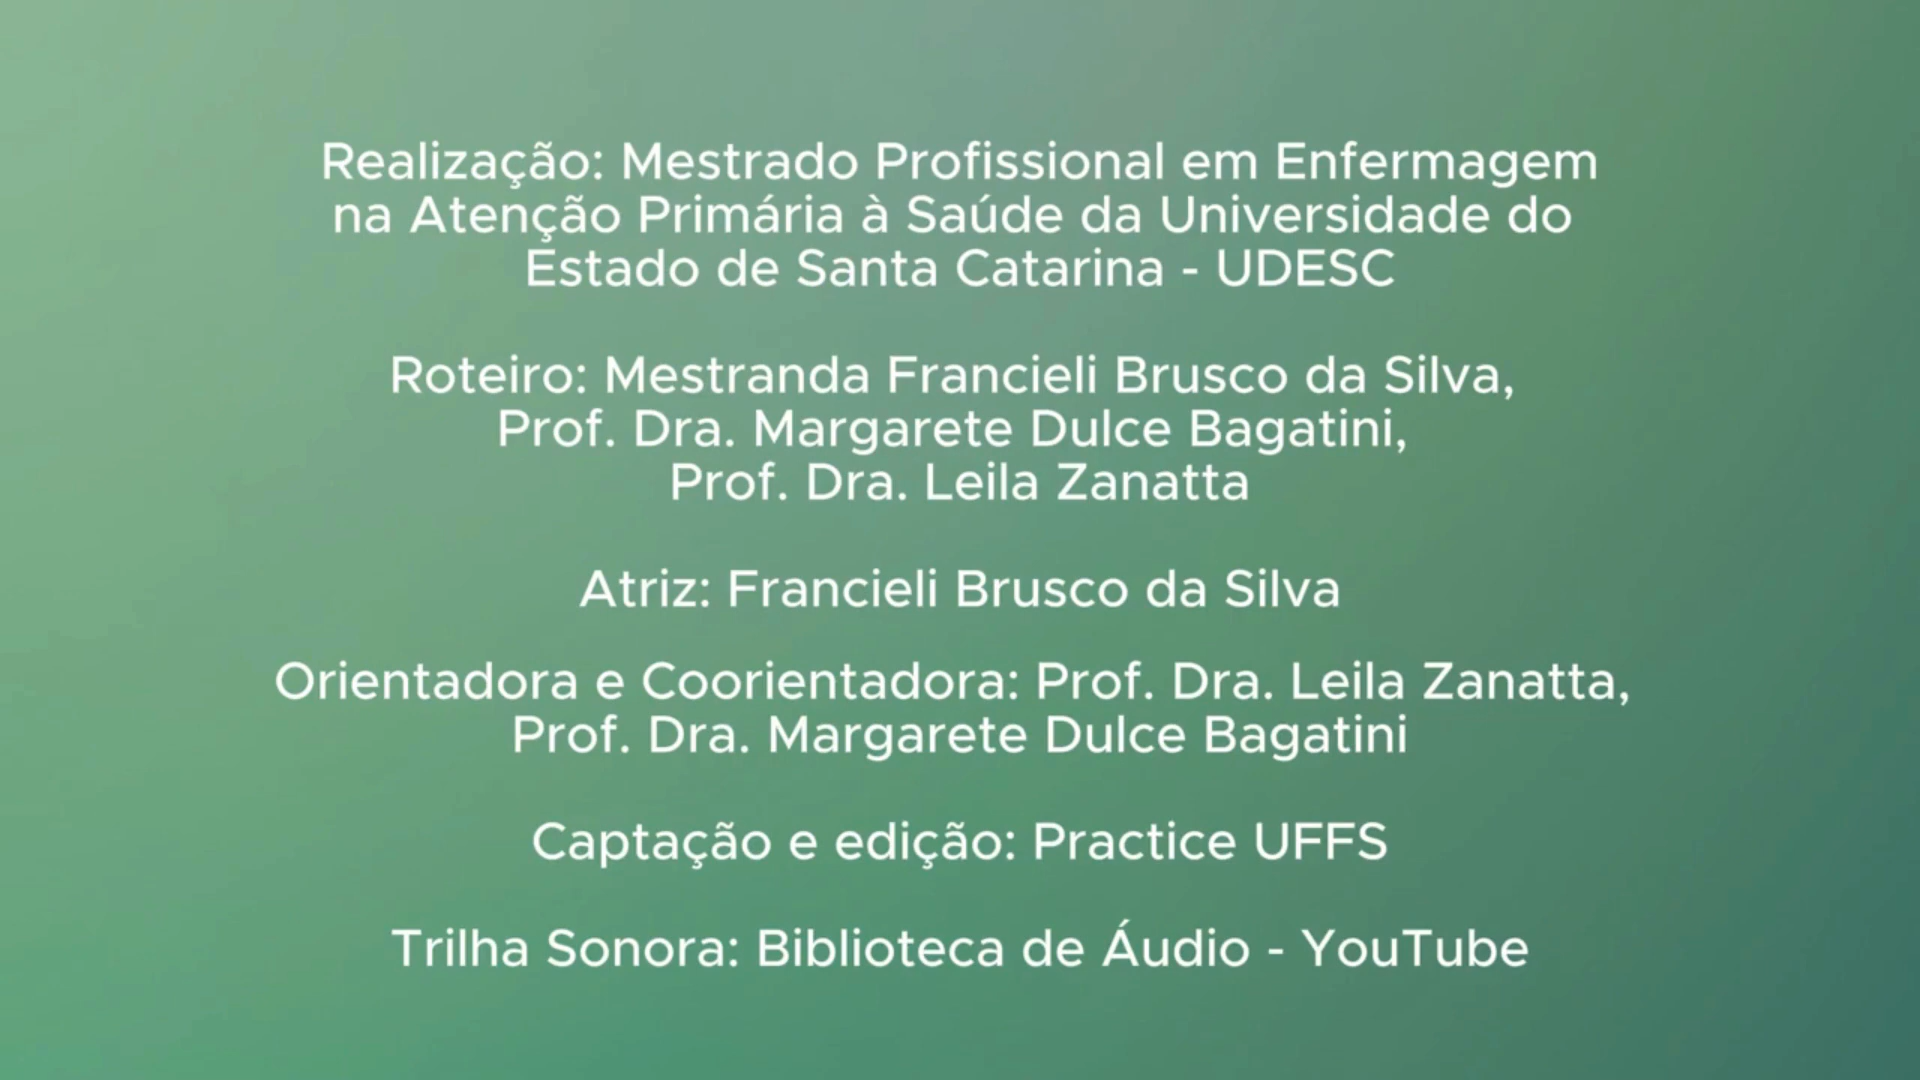 Realização: Mestrado Profissional em Enfermagem
na Atenção Primária à Saúde da Universidade do
Estado de Santa Catarina - UDESC
Roteiro: Mestranda Francieli Brusco da Silva,
Prof. Dra. Margarete Dulce Bagatini,
Prof. Dra. Leila Zanatta
Atriz: Francieli Brusco da Silva
Orientadora e Coorientadora: Prof. Dra. Leila Zanatta,
Prof. Dra. Margarete Dulce Bagatini
Captação e edição: Practice UFFS
Trilha Sonora: Biblioteca de Áudio - YouTube